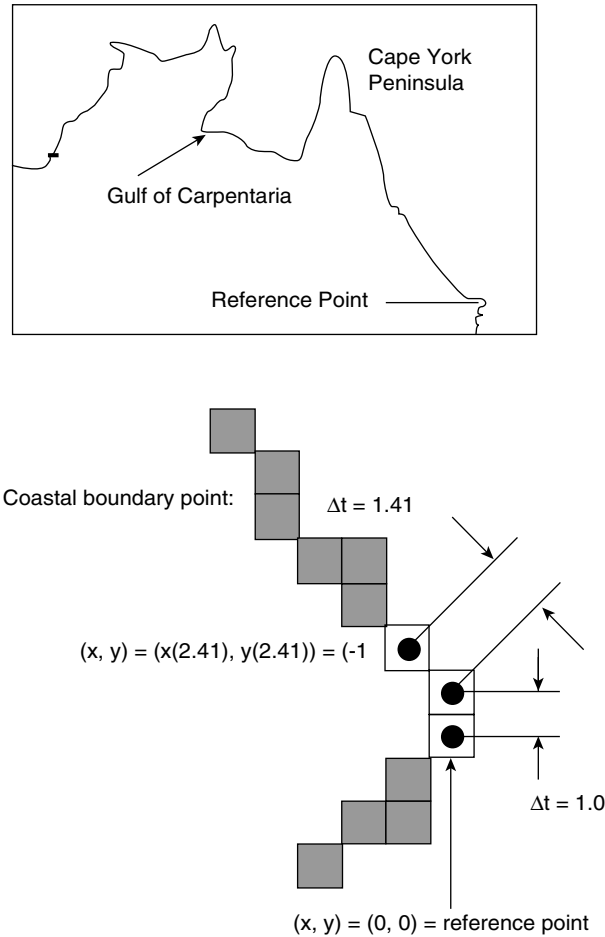 Cape York
Peninsula
Gulf of Carpentaria
Reference Point
Coastal boundary point:
Δt = 1.41
(x, y) = (x(2.41), y(2.41)) = (-1
Δt = 1.0
(x, y) = (0, 0) = reference point